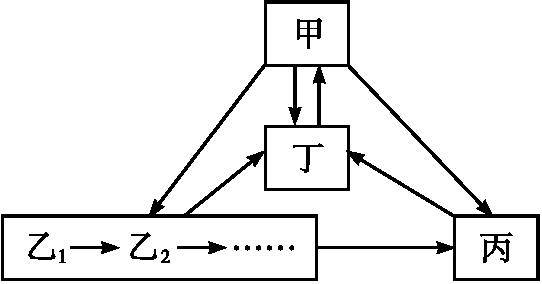 甲
丁
乙₁ → 乙₂ → ……
丙